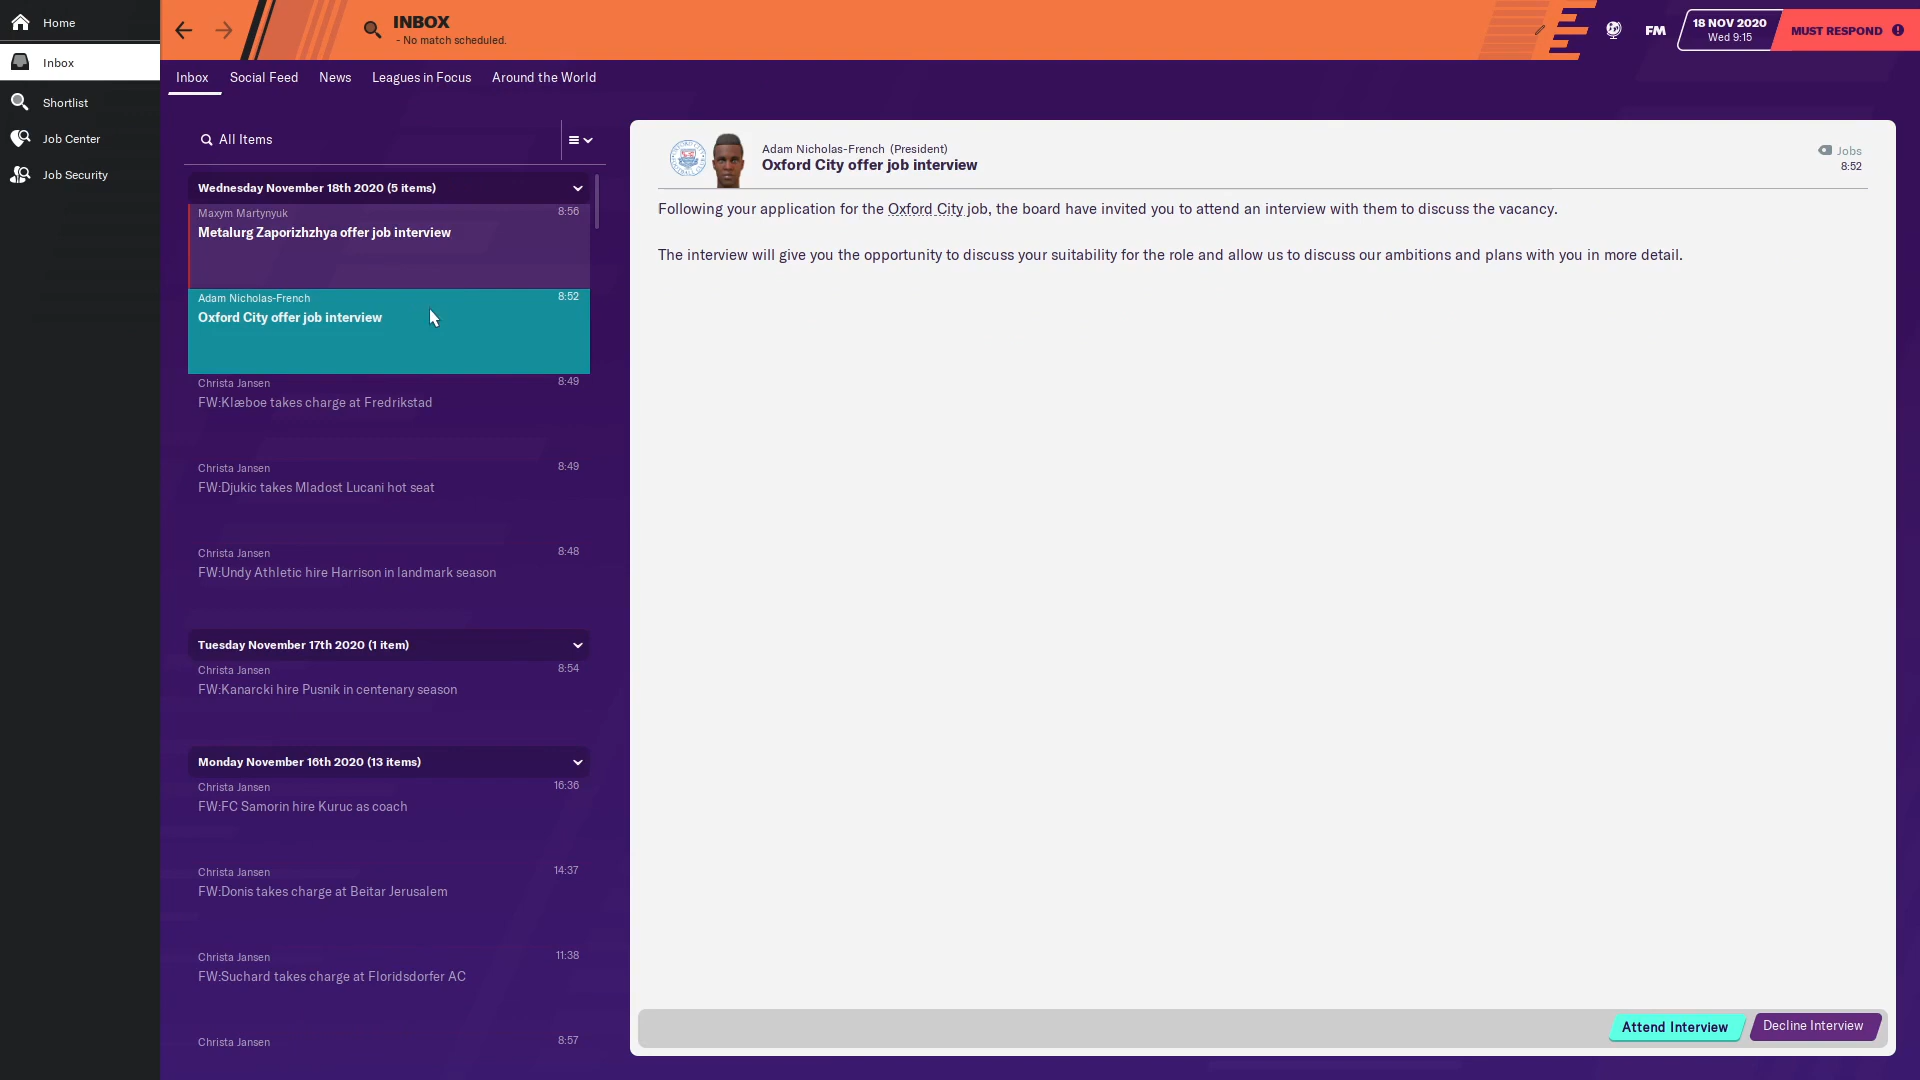 Home
Inbox
Shortlist
Job Center
Job Security
INBOX
- No match scheduled.
FM
18 NOV 2020
Wed 9:15
MUST RESPOND
Inbox
Social Feed
News
Leagues in Focus
Around the World
All Items
Wednesday November 18th 2020 (5 items)
Maxym Martynyuk
8:56
Metalurg Zaporizhzhya offer job interview
Adam Nicholas-French
8:52
Oxford City offer job interview
Christa Jansen
8:49
FW:Klæboe takes charge at Fredrikstad
Christa Jansen
8:49
FW:Djukic takes Mladost Lucani hot seat
Christa Jansen
8:48
FW:Undy Athletic hire Harrison in landmark season
Tuesday November 17th 2020 (1 item)
Christa Jansen
8:54
FW:Kanarcki hire Pusnik in centenary season
Monday November 16th 2020 (13 items)
Christa Jansen
16:36
FW:FC Samorin hire Kuruc as coach
Christa Jansen
14:37
FW:Donis takes charge at Beitar Jerusalem
Christa Jansen
11:38
FW:Suchard takes charge at Floridsdorfer AC
Christa Jansen
8:57
Adam Nicholas-French (President)
Oxford City offer job interview
Jobs
8:52
Following your application for the Oxford City job, the board have invited you to attend an interview with them to discuss the vacancy.
The interview will give you the opportunity to discuss your suitability for the role and allow us to discuss our ambitions and plans with you in more detail.
Attend Interview
Decline Interview